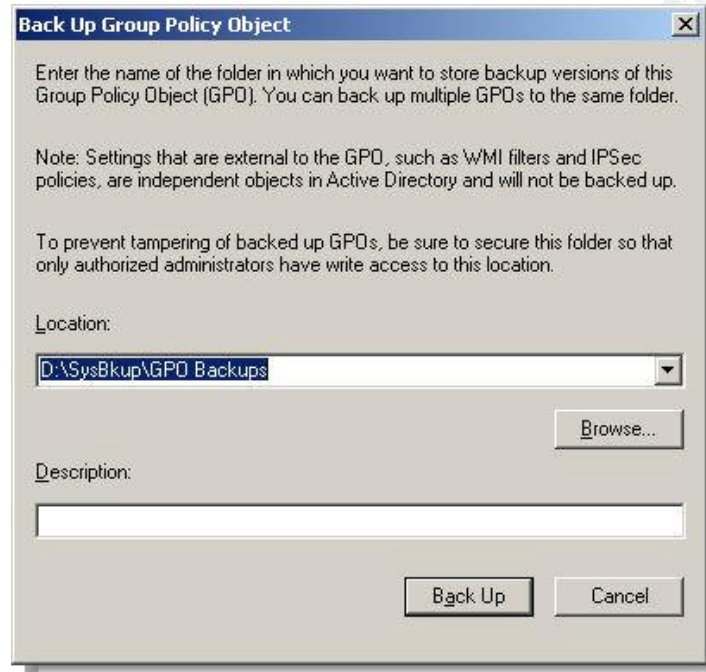 Back Up Group Policy Object
Enter the name of the folder in which you want to store backup versions of this
Group Policy Object (GPO). You can back up multiple GPOs to the same folder.
Note: Settings that are external to the GPO, such as WMI filters and IPSec
policies, are independent objects in Active Directory and will not be backed up.
To prevent tampering of backed up GPOs, be sure to secure this folder so that
only authorized administrators have write access to this location.
Location:
D:\SysBkup\GPO Backups
Browse...
Description:
Back Up
Cancel